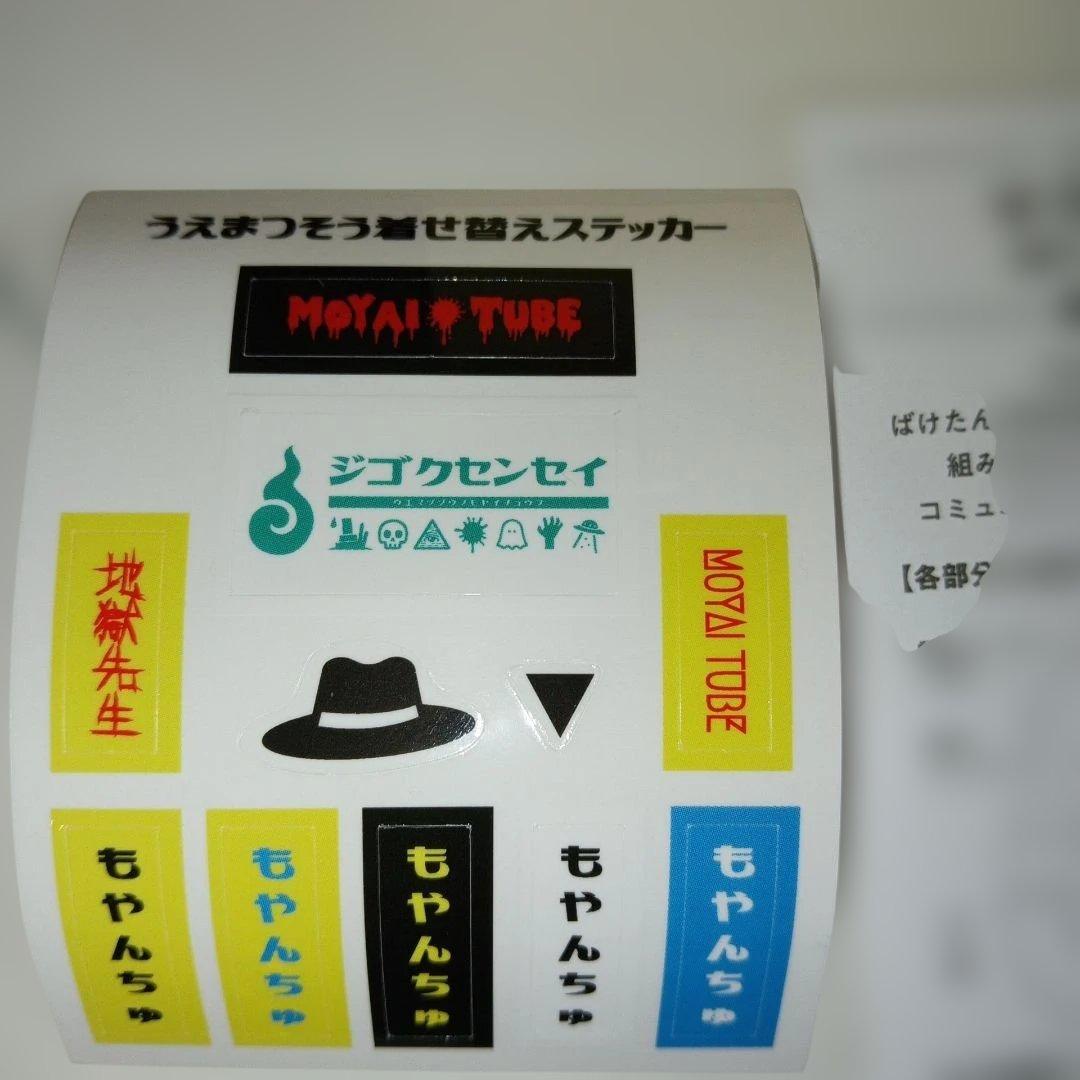 うえまつそう着せ替えステッカー
MOYAI TUBE
ジゴクセンセイ
ウエマツソウノモヤイチョウブ
地獄先生
MOYAI TUBE
もやんちゅ
もやんちゅ
もやんちゅ
もやんちゅ
もやんちゅ
ばけたん
組み
コミュ
【各部分